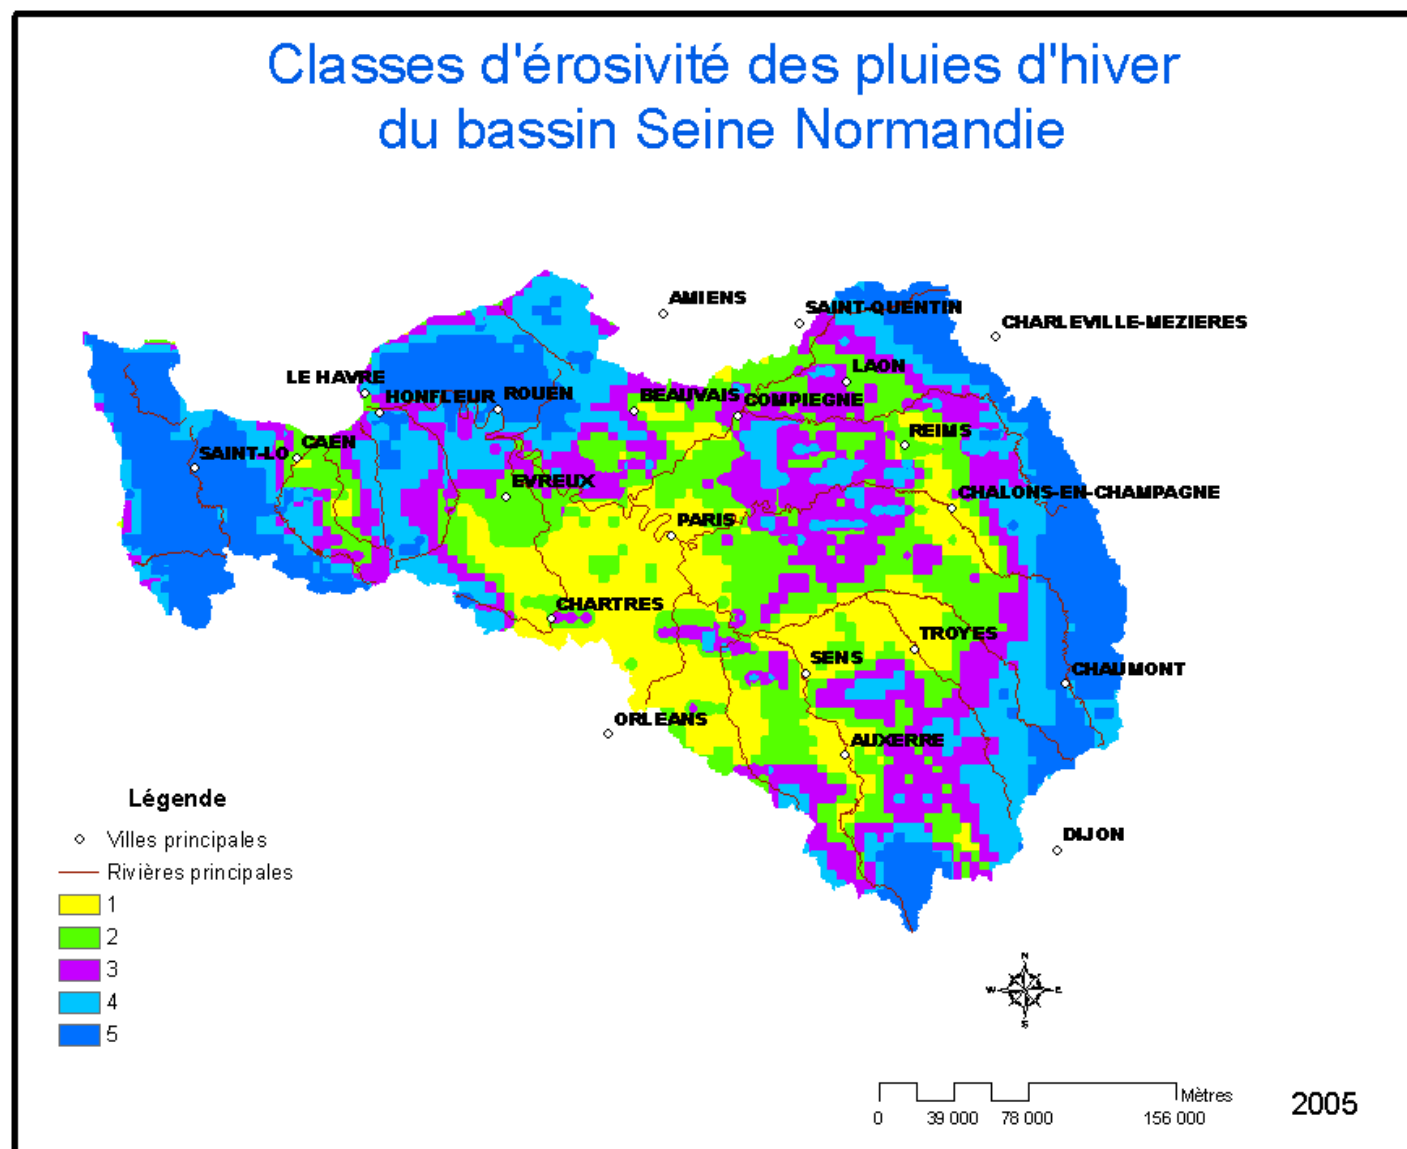 Classes d'érosivité des pluies d'hiver
du bassin Seine Normandie
AMIENS
SAINT-QUENTIN
CHARLEVILLE-MEZIERES
LAON
LE HAVRE
HONFLEUR
ROUEN
BEAUVAIS
COMPIEGNE
REIMS
CAEN
SAINT-LO
EVREUX
CHALONS-EN-CHAMPAGNE
PARIS
CHARTRES
TROYES
SENS
CHAUMONT
ORLEANS
AUXERRE
DIJON
Légende
Villes principales
Rivières principales
1
2
3
4
5
N
W E
S
Mètres
0 39 000 78 000 156 000
2005